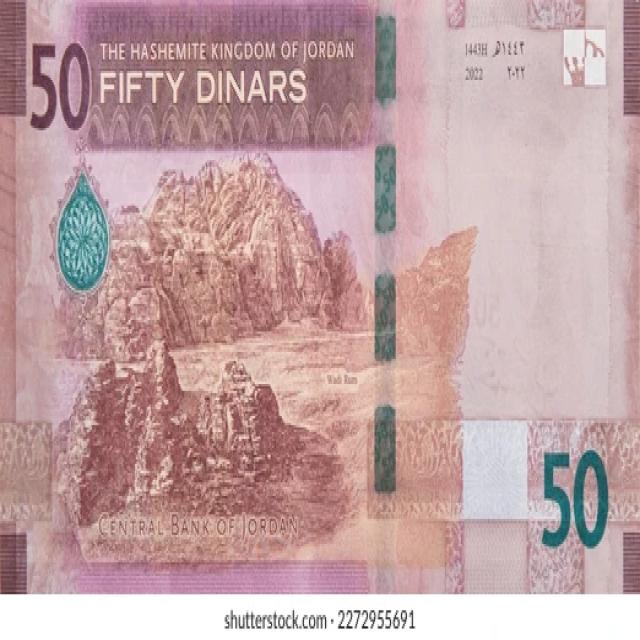 50
THE HASHEMITE KINGDOM OF JORDAN
FIFTY DINARS
1443H ١٤٤٣هـ
2022 ٢٠٢٢
Wadi Rum
50
CENTRAL BANK OF JORDAN
shutterstock.com · 2272955691